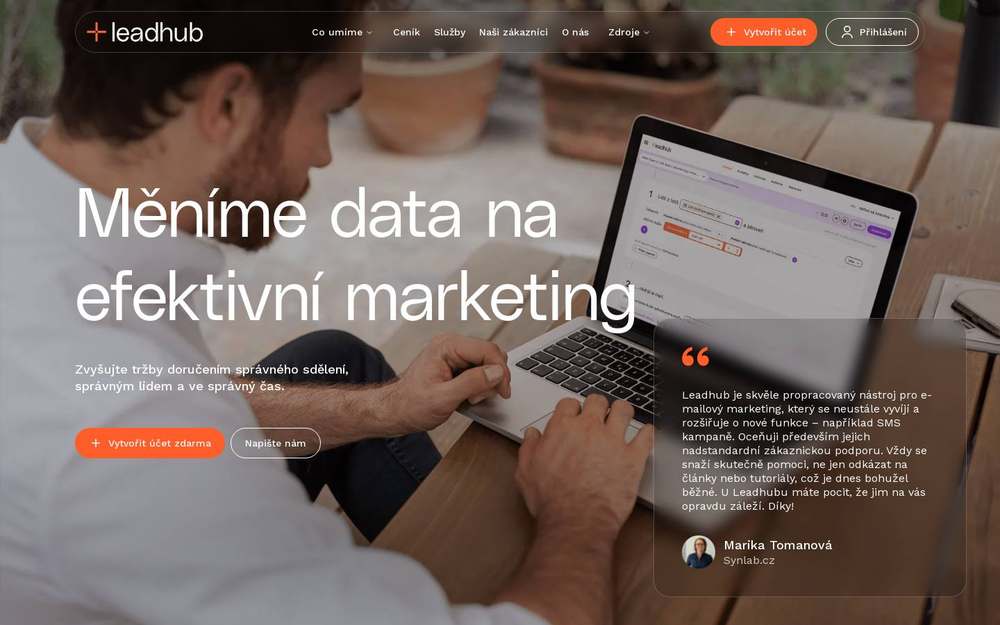 leadhub
Co umíme
Ceník
Služby
Naši zákazníci
O nás
Zdroje
Vytvořit účet
Přihlášení
Měníme data na
efektivní marketing
Zvyšujte tržby doručením správného sdělení,
správným lidem a ve správný čas.
Vytvořit účet zdarma
Napište nám
Leadhub je skvěle propracovaný nástroj pro e-
mailový marketing, který se neustále vyvíjí a
rozšiřuje o nové funkce – například SMS
kampaně. Oceňuji především jejich
nadstandardní zákaznickou podporu. Vždy se
snaží skutečně pomoci, ne jen odkázat na
články nebo tutoriály, což je dnes bohužel
běžné. U Leadhubu máte pocit, že jim na vás
opravdu záleží. Díky!
Marika Tomanová
Synlab.cz